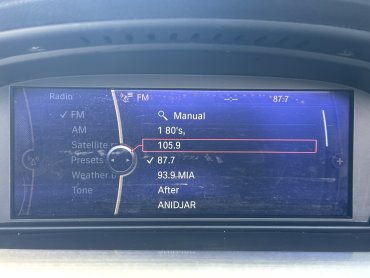 Radio
FM
-:--
87.7
FM
AM
Satellite
Presets
Weather
Tone
Manual
1 80's,
105.9
87.7
93.9 MIA
After
ANIDJAR